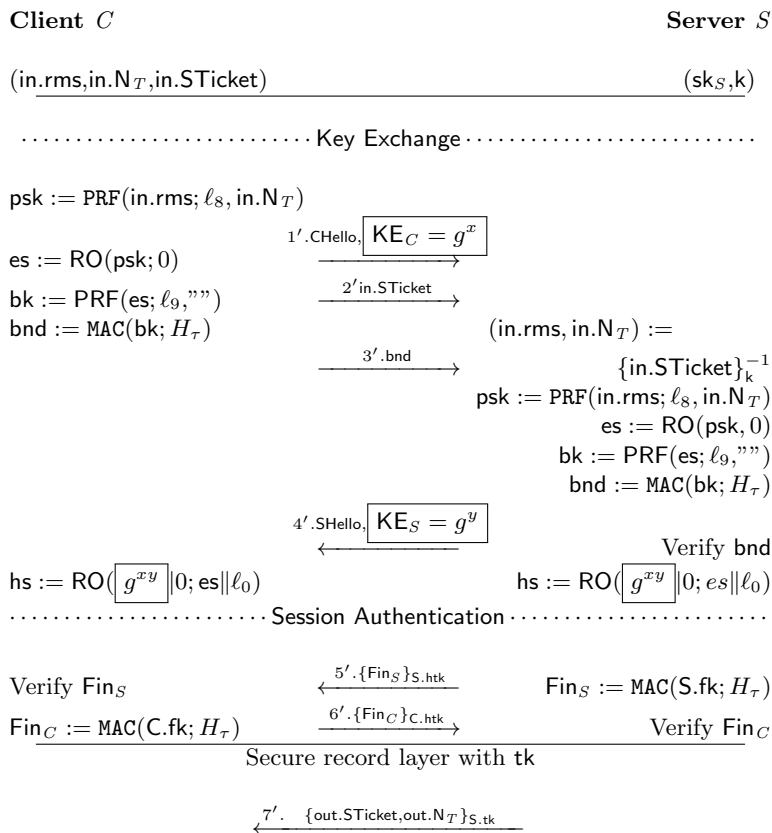 Client C Server S
(in.rms,in.N_T,in.STicket) (sk_S,k)
Key Exchange
psk := PRF(in.rms; ℓ_8, in.N_T)
1′.CHello, KE_C = g^x
es := RO(psk; 0)
2′in.STicket
bk := PRF(es; ℓ_9,””)
bnd := MAC(bk; H_τ) (in.rms, in.N_T) :=
3′.bnd {in.STicket}_k^{−1}
psk := PRF(in.rms; ℓ_8, in.N_T)
es := RO(psk, 0)
bk := PRF(es; ℓ_9,””)
bnd := MAC(bk; H_τ)
4′.SHello, KE_S = g^y
Verify bnd
hs := RO( g^{xy} |0; es‖ℓ_0) hs := RO( g^{xy} |0; es‖ℓ_0)
Session Authentication
Verify Fin_S 5′.{Fin_S}_{S.htk} Fin_S := MAC(S.fk; H_τ)
Fin_C := MAC(C.fk; H_τ) 6′.{Fin_C}_{C.htk} Verify Fin_C
Secure record layer with tk
7′. {out.STicket,out.N_T}_{S.tk}